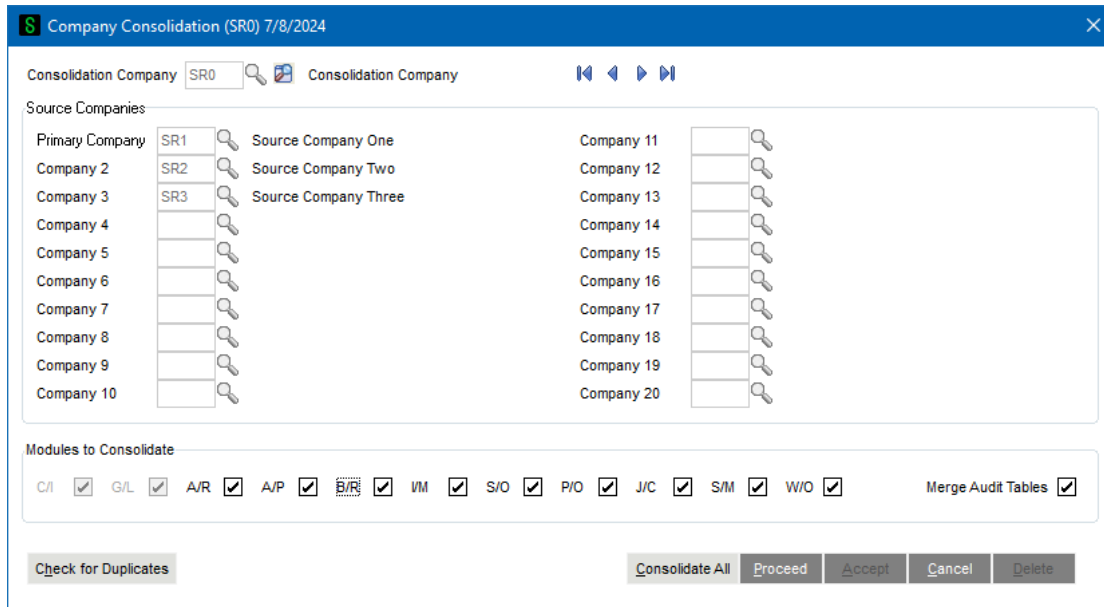 S Company Consolidation (SR0) 7/8/2024
Consolidation Company SR0 Consolidation Company
Source Companies
Primary Company SR1 Source Company One Company 11
Company 2 SR2 Source Company Two Company 12
Company 3 SR3 Source Company Three Company 13
Company 4 Company 14
Company 5 Company 15
Company 6 Company 16
Company 7 Company 17
Company 8 Company 18
Company 9 Company 19
Company 10 Company 20
Modules to Consolidate
C/I G/L A/R A/P B/R I/M S/O P/O J/C S/M W/O Merge Audit Tables
Check for Duplicates Consolidate All Proceed Accept Cancel Delete